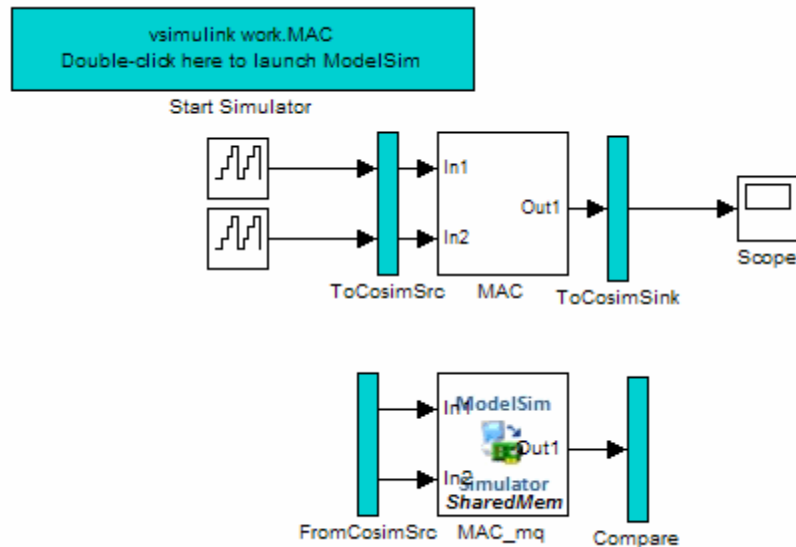 vsimulink work.MAC
Double-click here to launch ModelSim
Start Simulator
In1
In2
Out1
ToCosimSrc
MAC
ToCosimSink
Scope
In1
ModelSim
Out1
In2
Simulator
SharedMem
FromCosimSrc
MAC_mq
Compare